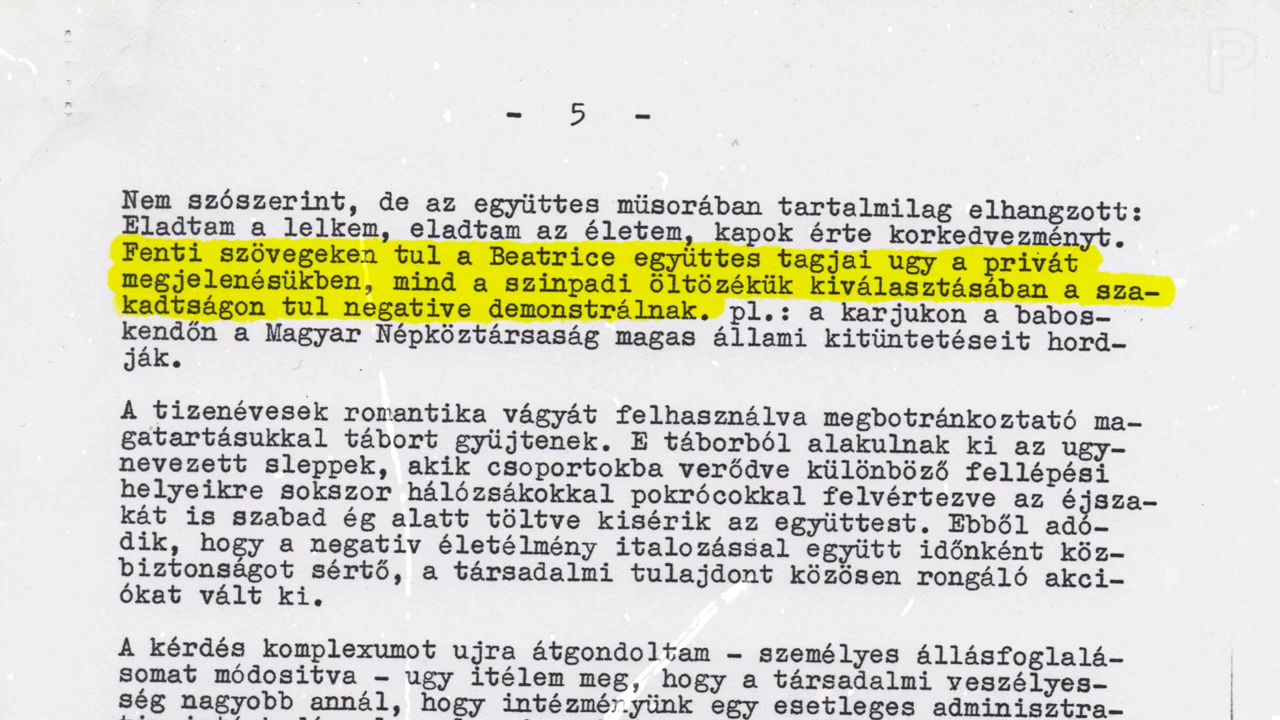 P
- 5 -
Nem szószerint, de az együttes müsorában tartalmilag elhangzott:
Eladtam a lelkem, eladtam az életem, kapok érte korkedvezményt.
Fenti szövegeken tul a Beatrice együttes tagjai ugy a privát
megjelenésükben, mind a szinpadi öltözékük kiválasztásában a sza-
kadtságon tul negative demonstrálnak. pl.: a karjukon a babos-
kendőn a Magyar Népköztársaság magas állami kitüntetéseit hord-
ják.
A tizenévesek romantika vágyát felhasználva megbotránkoztató ma-
gatartásukkal tábort gyüjtenek. E táborból alakulnak ki az ugy-
nevezett sleppek, akik csoportokba verődve különböző fellépési
helyeikre sokszor hálózsákokkal pokrócokkal felvértezve az éjsza-
kát is szabad ég alatt töltve kisérik az együttest. Ebből adó-
dik, hogy a negativ életélmény italozással együtt időnként köz-
biztonságot sértő, a társadalmi tulajdont közösen rongáló akci-
ókat vált ki.
A kérdés komplexumot ujra átgondoltam - személyes állásfoglalá-
somat módositva - ugy itélem meg, hogy a társadalmi veszélyes-
ség nagyobb annál, hogy intézményünk egy esetleges adminisztra-